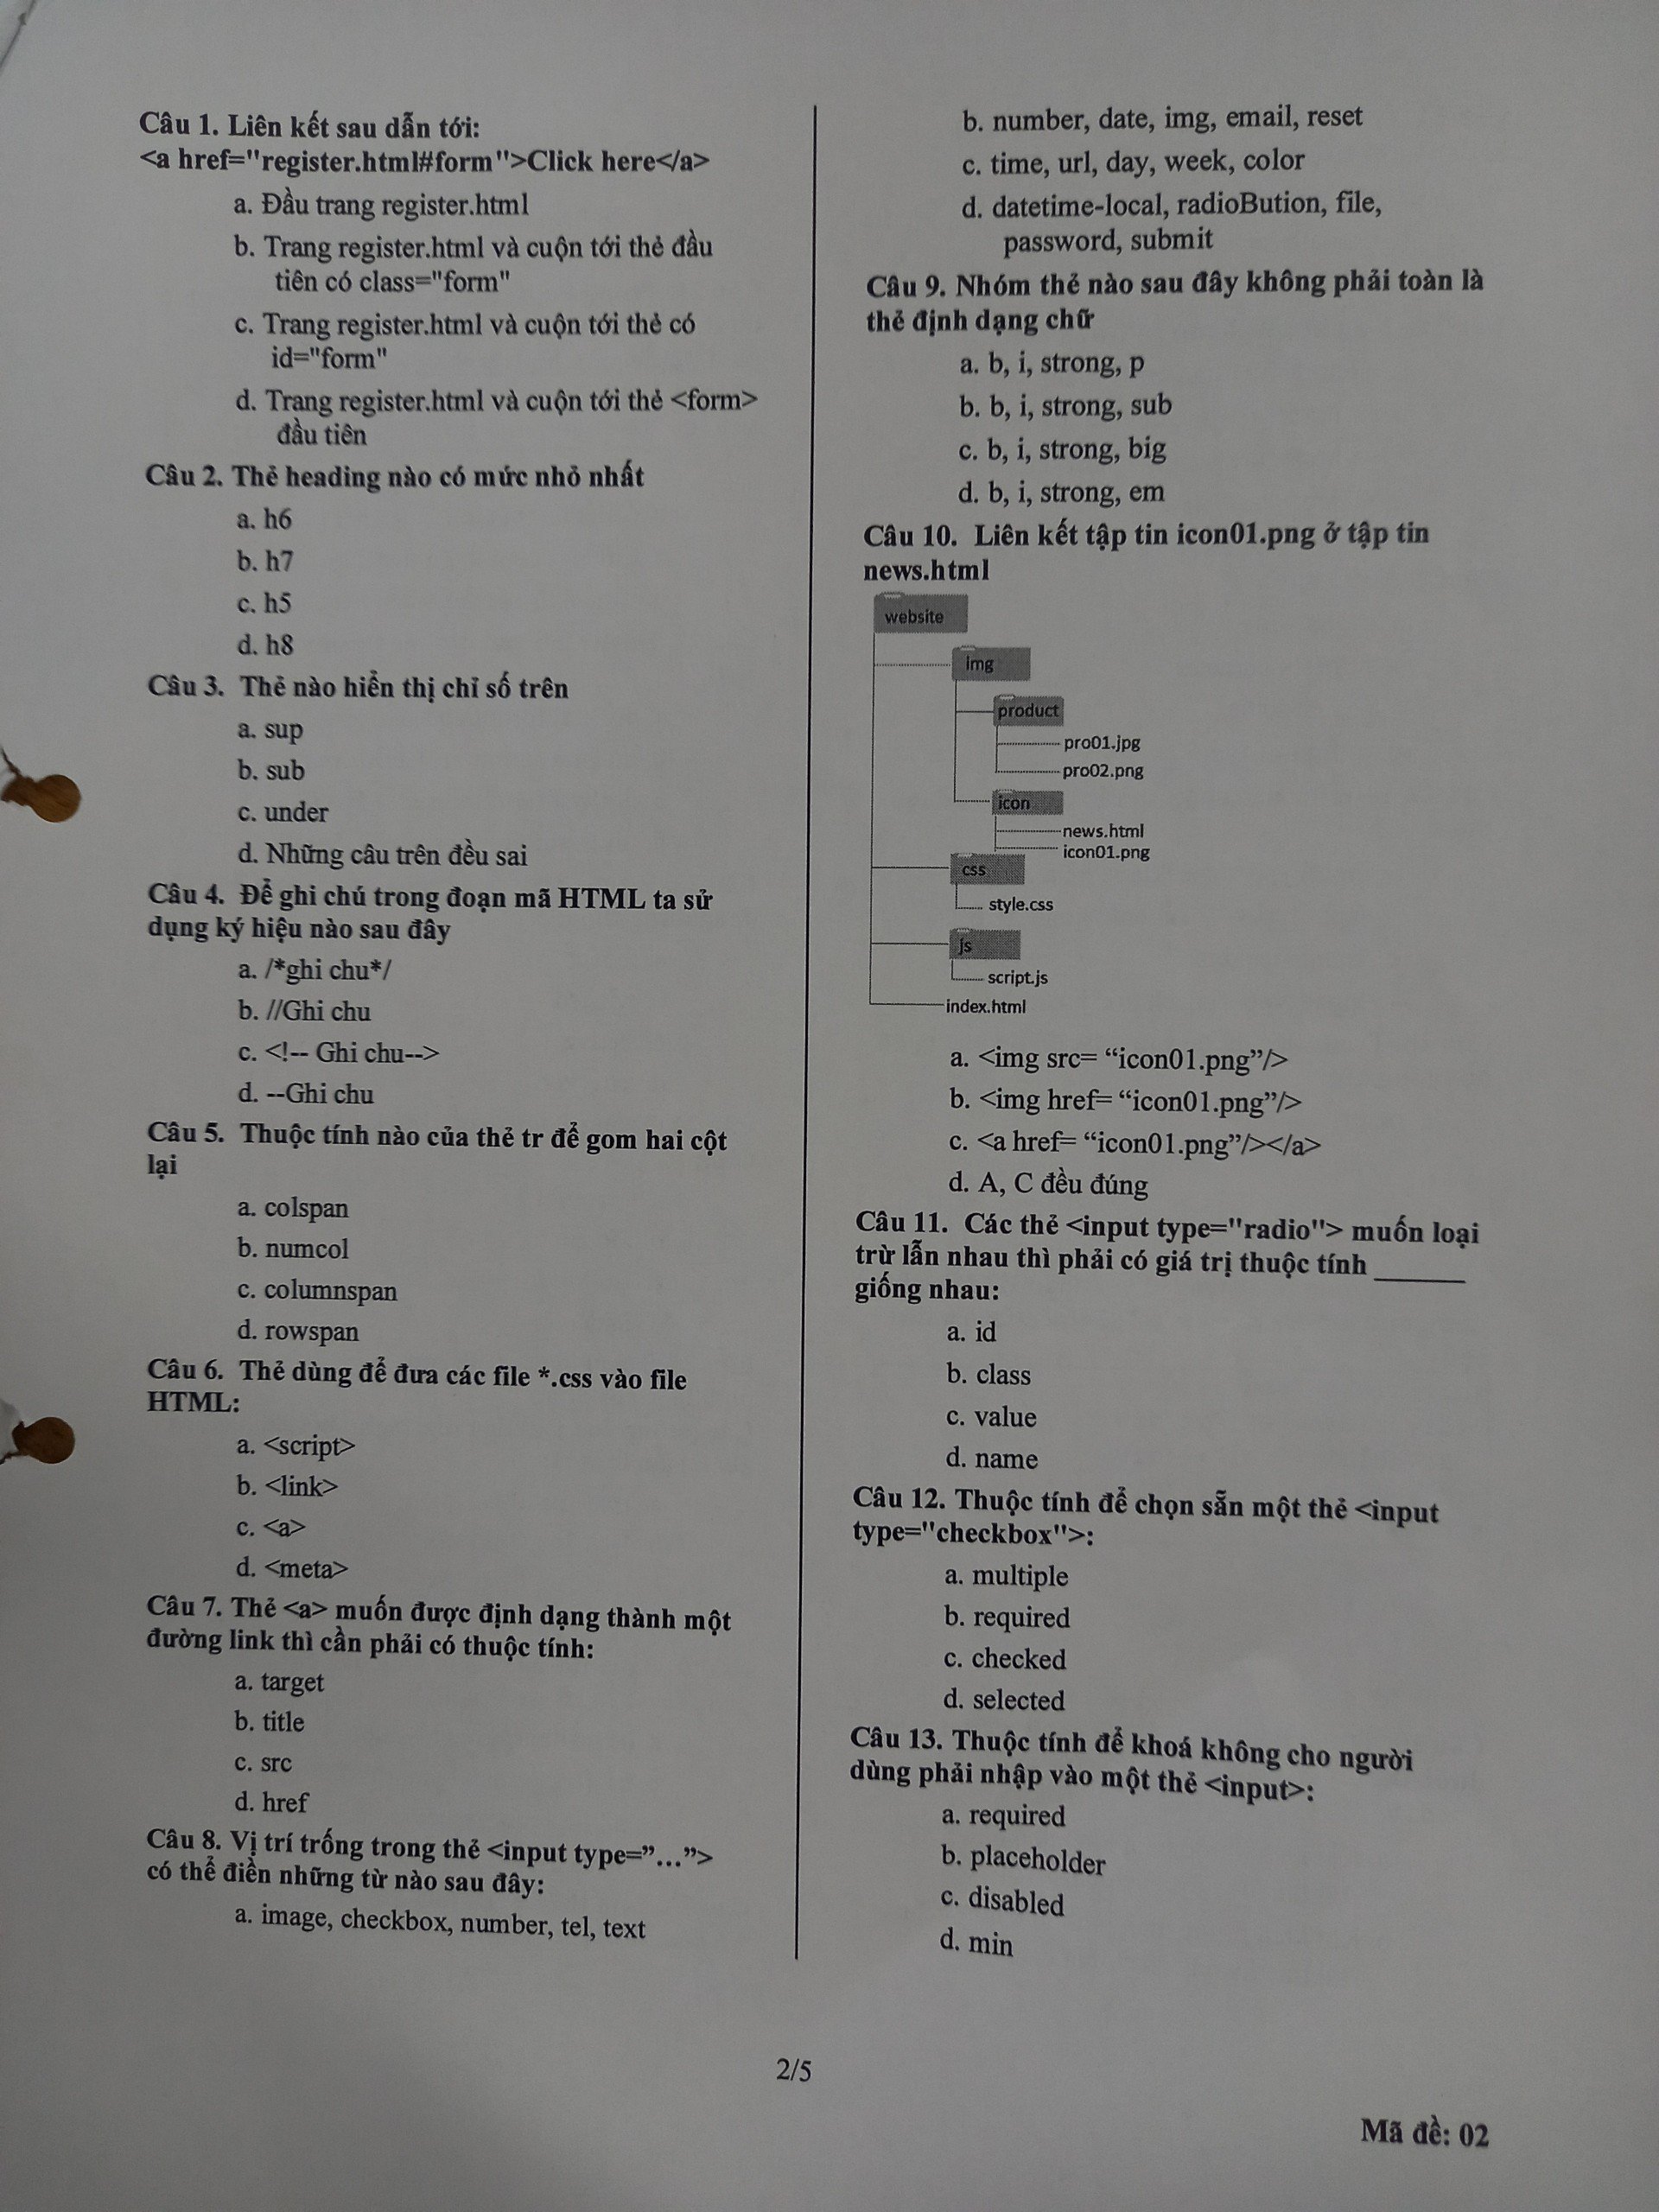 Câu 1. Liên kết sau dẫn tới:
<a href="register.html#form">Click here</a>
a. Đầu trang register.html
b. Trang register.html và cuộn tới thẻ đầu
tiên có class="form"
c. Trang register.html và cuộn tới thẻ có
id="form"
d. Trang register.html và cuộn tới thẻ <form>
đầu tiên
Câu 2. Thẻ heading nào có mức nhỏ nhất
a. h6
b. h7
c. h5
d. h8
Câu 3. Thẻ nào hiển thị chỉ số trên
a. sup
b. sub
c. under
d. Những câu trên đều sai
Câu 4. Để ghi chú trong đoạn mã HTML ta sử
dụng ký hiệu nào sau đây
a. /*ghi chu*/
b. //Ghi chu
c. <!-- Ghi chu-->
d. --Ghi chu
Câu 5. Thuộc tính nào của thẻ tr để gom hai cột
lại
a. colspan
b. numcol
c. columnspan
d. rowspan
Câu 6. Thẻ dùng để đưa các file *.css vào file
HTML:
a. <script>
b. <link>
c. <a>
d. <meta>
Câu 7. Thẻ <a> muốn được định dạng thành một
đường link thì cần phải có thuộc tính:
a. target
b. title
c. src
d. href
Câu 8. Vị trí trống trong thẻ <input type=”...”>
có thể điền những từ nào sau đây:
a. image, checkbox, number, tel, text
b. number, date, img, email, reset
c. time, url, day, week, color
d. datetime-local, radioBution, file,
password, submit
Câu 9. Nhóm thẻ nào sau đây không phải toàn là
thẻ định dạng chữ
a. b, i, strong, p
b. b, i, strong, sub
c. b, i, strong, big
d. b, i, strong, em
Câu 10. Liên kết tập tin icon01.png ở tập tin
news.html
website
img
product
pro01.jpg
pro02.png
icon
news.html
icon01.png
css
style.css
js
script.js
index.html
a. <img src= “icon01.png”/>
b. <img href= “icon01.png”/>
c. <a href= “icon01.png”/></a>
d. A, C đều đúng
Câu 11. Các thẻ <input type="radio"> muốn loại
trừ lẫn nhau thì phải có giá trị thuộc tính ______
giống nhau:
a. id
b. class
c. value
d. name
Câu 12. Thuộc tính để chọn sẵn một thẻ <input
type="checkbox">:
a. multiple
b. required
c. checked
d. selected
Câu 13. Thuộc tính để khoá không cho người
dùng phải nhập vào một thẻ <input>:
a. required
b. placeholder
c. disabled
d. min
2/5
Mã đề: 02